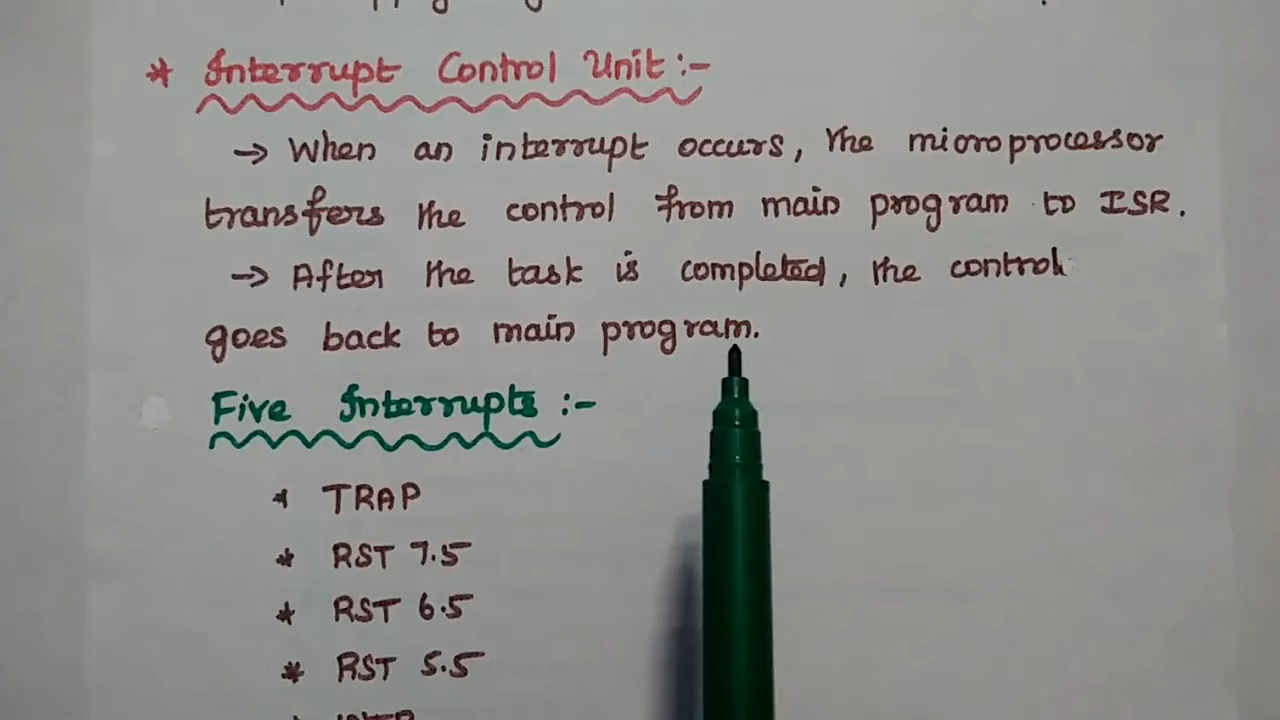 * Interrupt Control Unit :-
→ When an interrupt occurs, the microprocessor
transfers the control from main program to ISR.
→ After the task is completed, the control
goes back to main program.
Five Interrupts :-
* TRAP
* RST 7.5
* RST 6.5
* RST 5.5